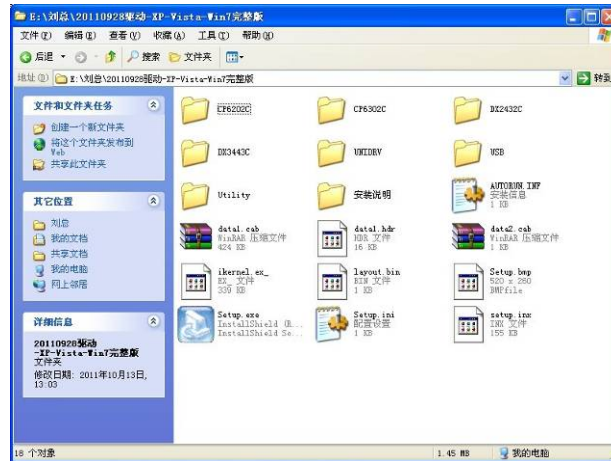 E:\刘总\20110928驱动-XP-Vista-Win7完整版
文件(F) 编辑(E) 查看(V) 收藏(A) 工具(T) 帮助(H)
后退 搜索 文件夹
地址(D) E:\刘总\20110928驱动-XP-Vista-Win7完整版 转到
文件和文件夹任务
创建一个新文件夹
将这个文件夹发布到
Web
共享此文件夹
其它位置
刘总
我的文档
共享文档
我的电脑
网上邻居
详细信息
20110928驱动
-XP-Vista-Win7完整版
文件夹
修改日期: 2011年10月13日,
13:03
CP6202C
CP6302C
DX2432C
DX3443C
UNIDRV
USB
Utility
安装说明
AUTORUN.INF
安装信息
1 KB
data1.cab
WinRAR 压缩文件
424 KB
data1.hdr
HDR 文件
16 KB
data2.cab
WinRAR 压缩文件
1 KB
ikernel.ex_
EX_ 文件
339 KB
layout.bin
BIN 文件
1 KB
Setup.bmp
520 x 260
BMPfile
Setup.exe
InstallShield (R...
InstallShield Se...
Setup.ini
配置设置
1 KB
setup.inx
INX 文件
155 KB
18 个对象 1.45 MB 我的电脑